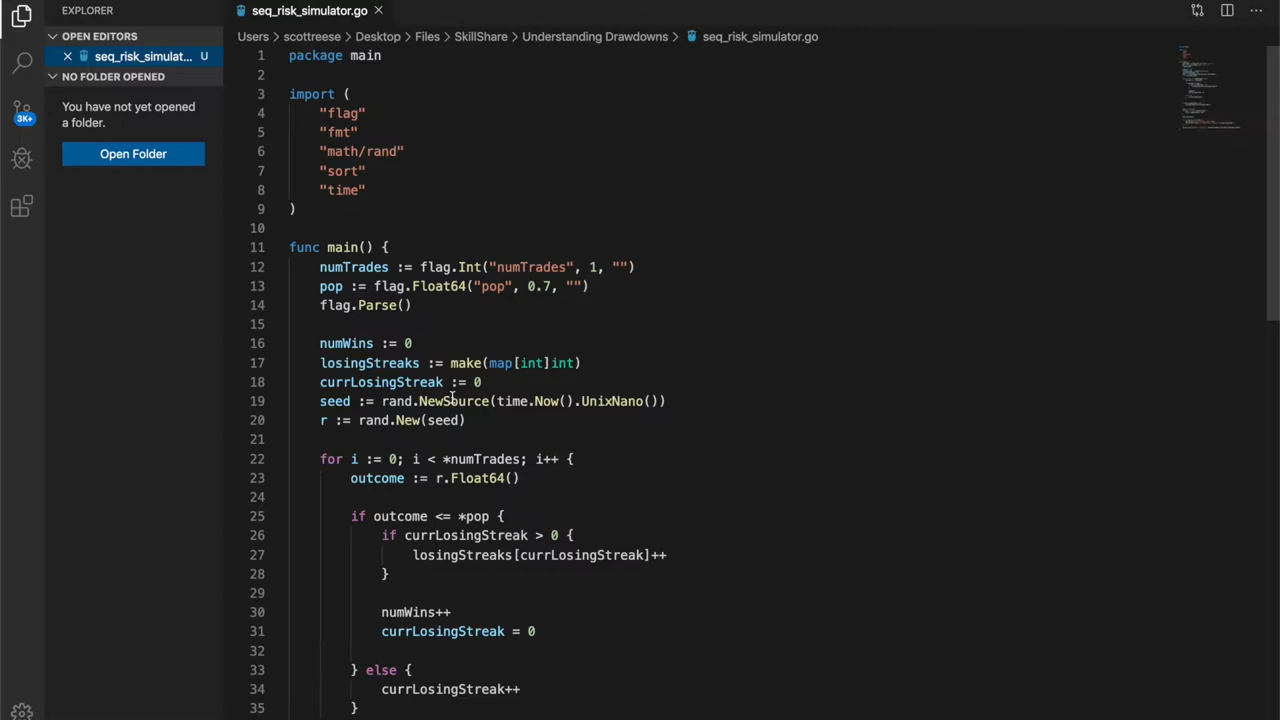 seq_risk_simulator.go
EXPLORER
OPEN EDITORS
seq_risk_simulat... U
NO FOLDER OPENED
You have not yet opened
a folder.
Open Folder
3K+
Users > scottreese > Desktop > Files > SkillShare > Understanding Drawdowns > seq_risk_simulator.go
1 package main
2
3 import (
4 "flag"
5 "fmt"
6 "math/rand"
7 "sort"
8 "time"
9 )
10
11 func main() {
12 numTrades := flag.Int("numTrades", 1, "")
13 pop := flag.Float64("pop", 0.7, "")
14 flag.Parse()
15
16 numWins := 0
17 losingStreaks := make(map[int]int)
18 currLosingStreak := 0
19 seed := rand.NewSource(time.Now().UnixNano())
20 r := rand.New(seed)
21
22 for i := 0; i < *numTrades; i++ {
23 outcome := r.Float64()
24
25 if outcome <= *pop {
26 if currLosingStreak > 0 {
27 losingStreaks[currLosingStreak]++
28 }
29
30 numWins++
31 currLosingStreak = 0
32
33 } else {
34 currLosingStreak++
35 }